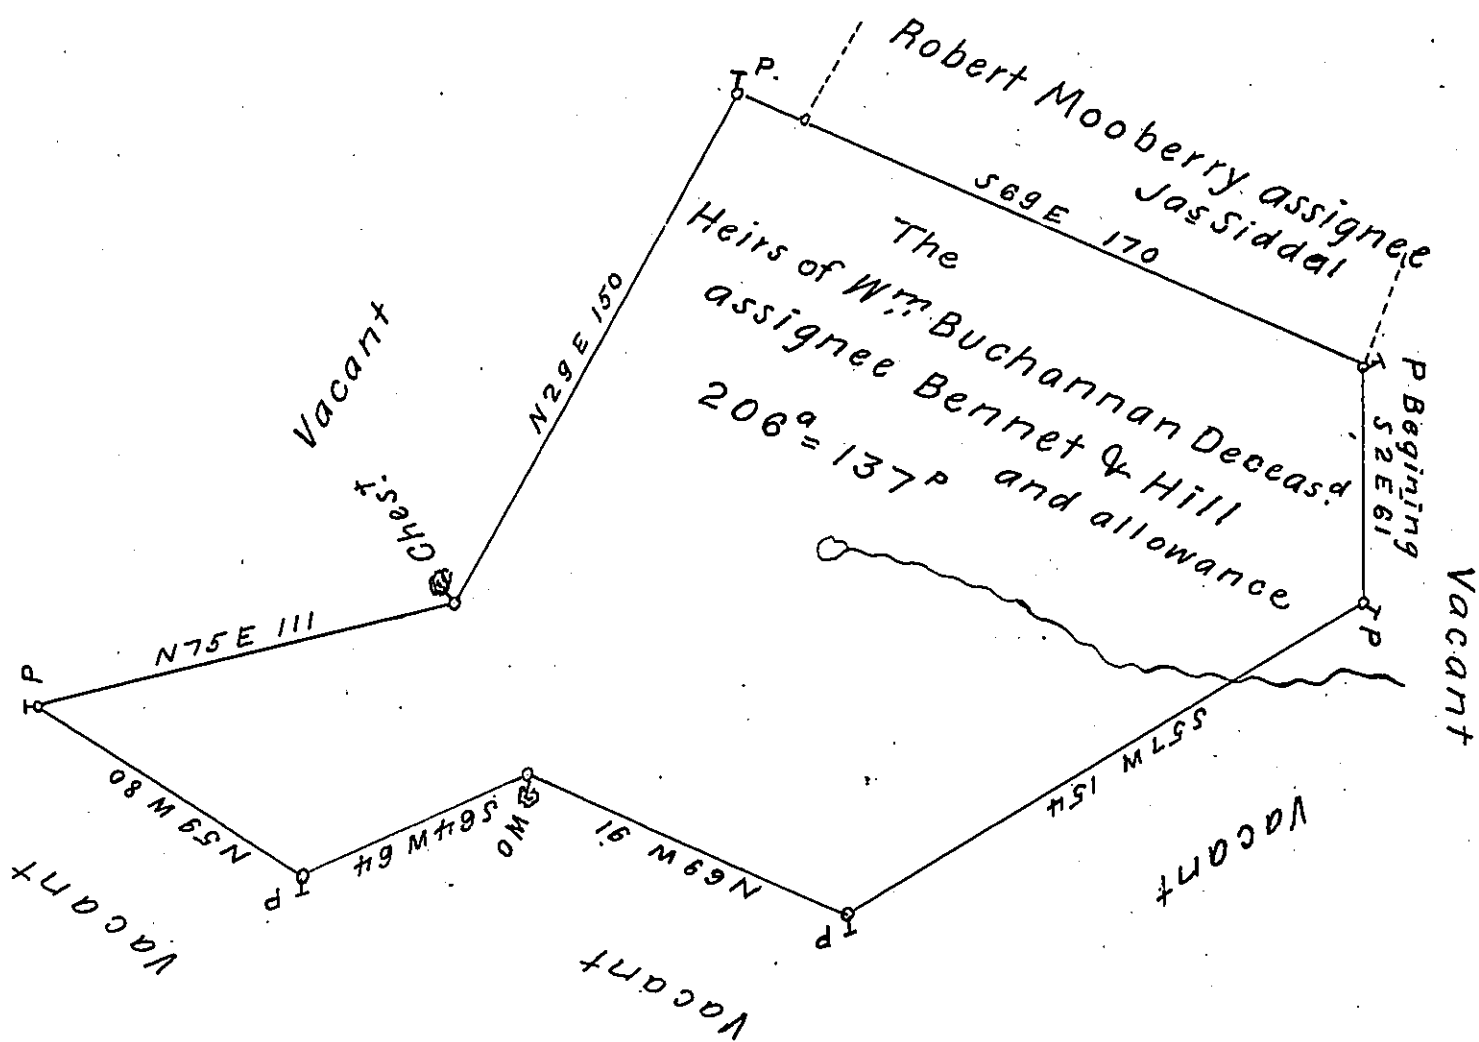 Robert Mooberry assignee
Jas Siddal
P.
S69E 170
The
Heirs of Wm Buchannan Deceasd
assignee Bennet & Hill
206a = 137p and allowance
P Begining
S2E61
Vacant
P
S57W 154
Vacant
P
N69W 91
Vacant
WO
S64W 64
P
N59W 80
Vacant
P
N75E 111
Chest.
Vacant
N29E 150